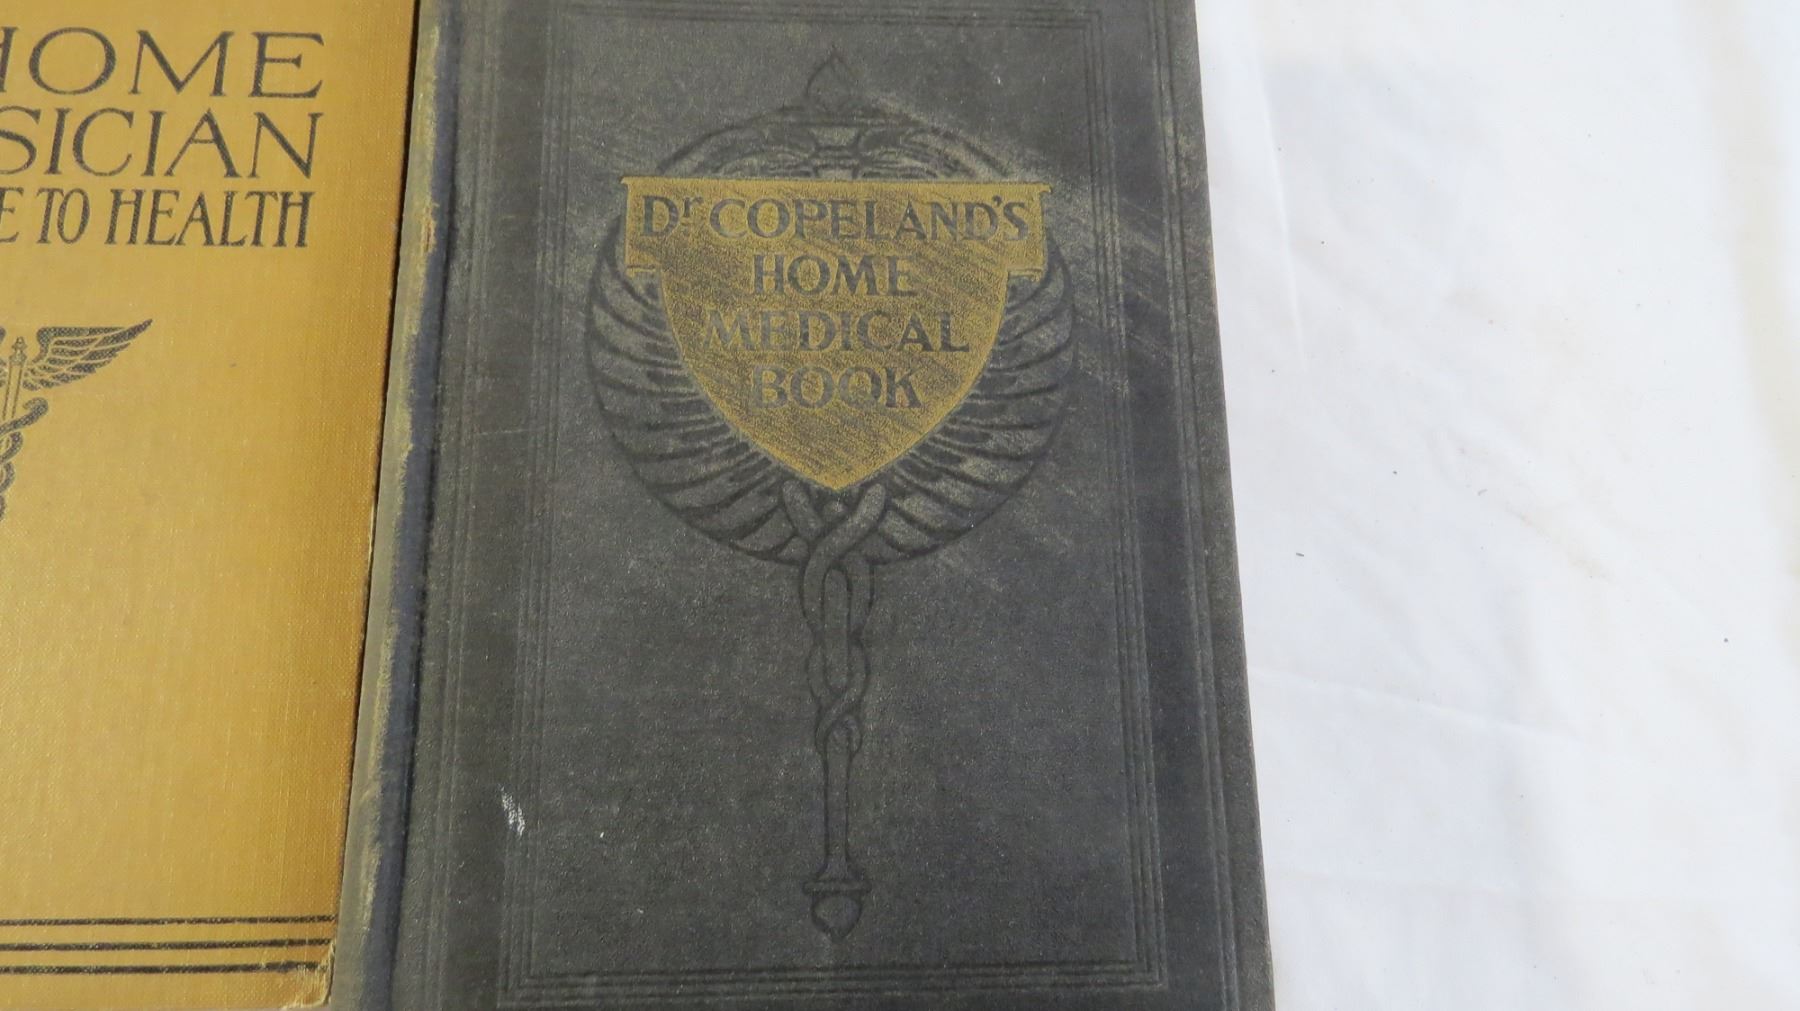 HOME
SICIAN
E TO HEALTH
Dr COPELAND'S
HOME
MEDICAL
BOOK